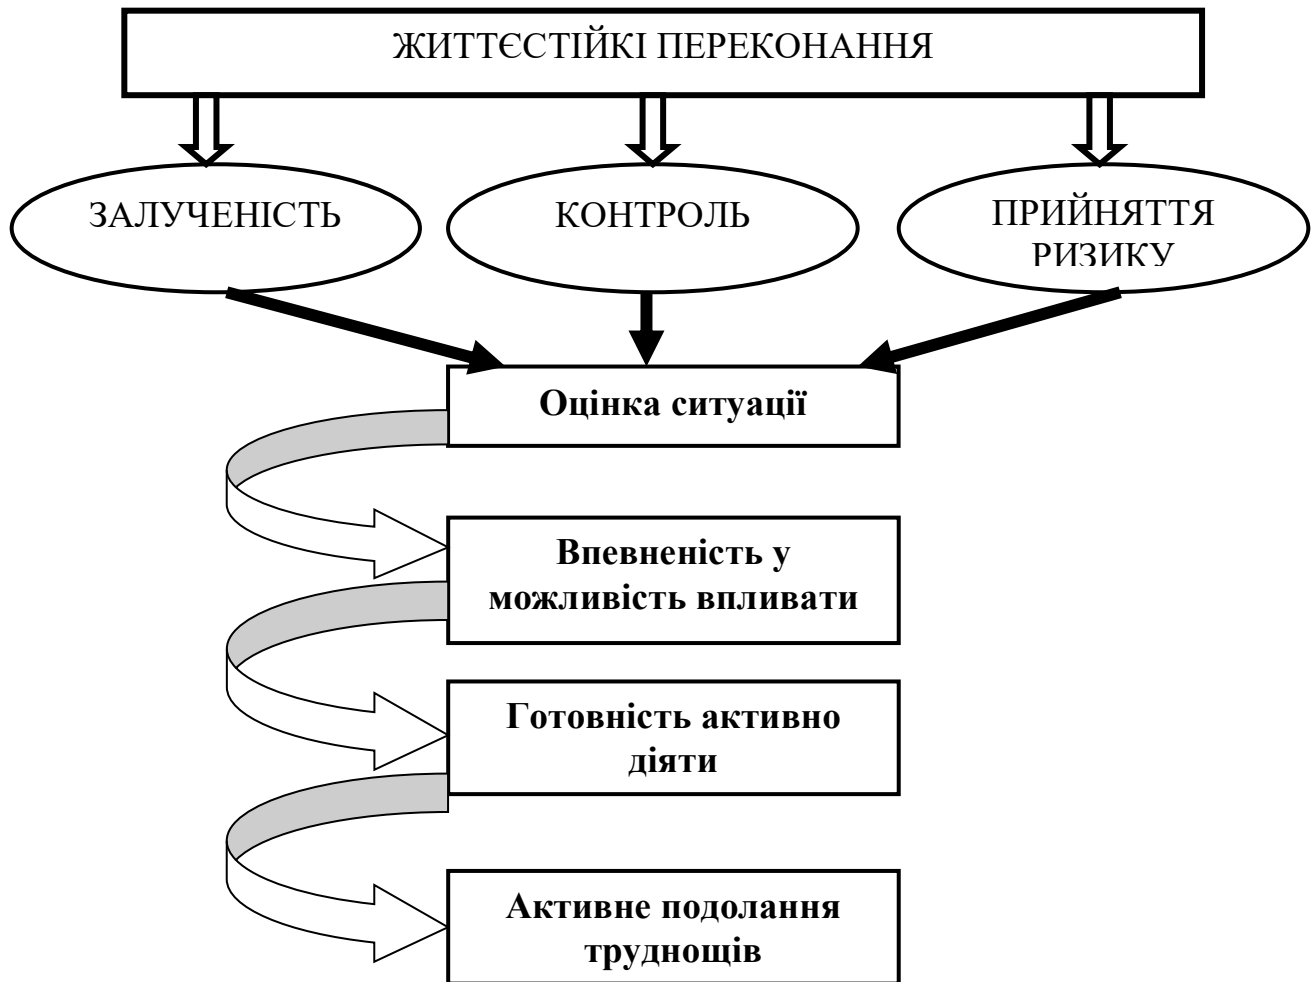 ЖИТТЄСТІЙКІ ПЕРЕКОНАННЯ
ЗАЛУЧЕНІСТЬ
КОНТРОЛЬ
ПРИЙНЯТТЯ
РИЗИКУ
Оцінка ситуації
Впевненість у
можливість впливати
Готовність активно
діяти
Активне подолання
труднощів